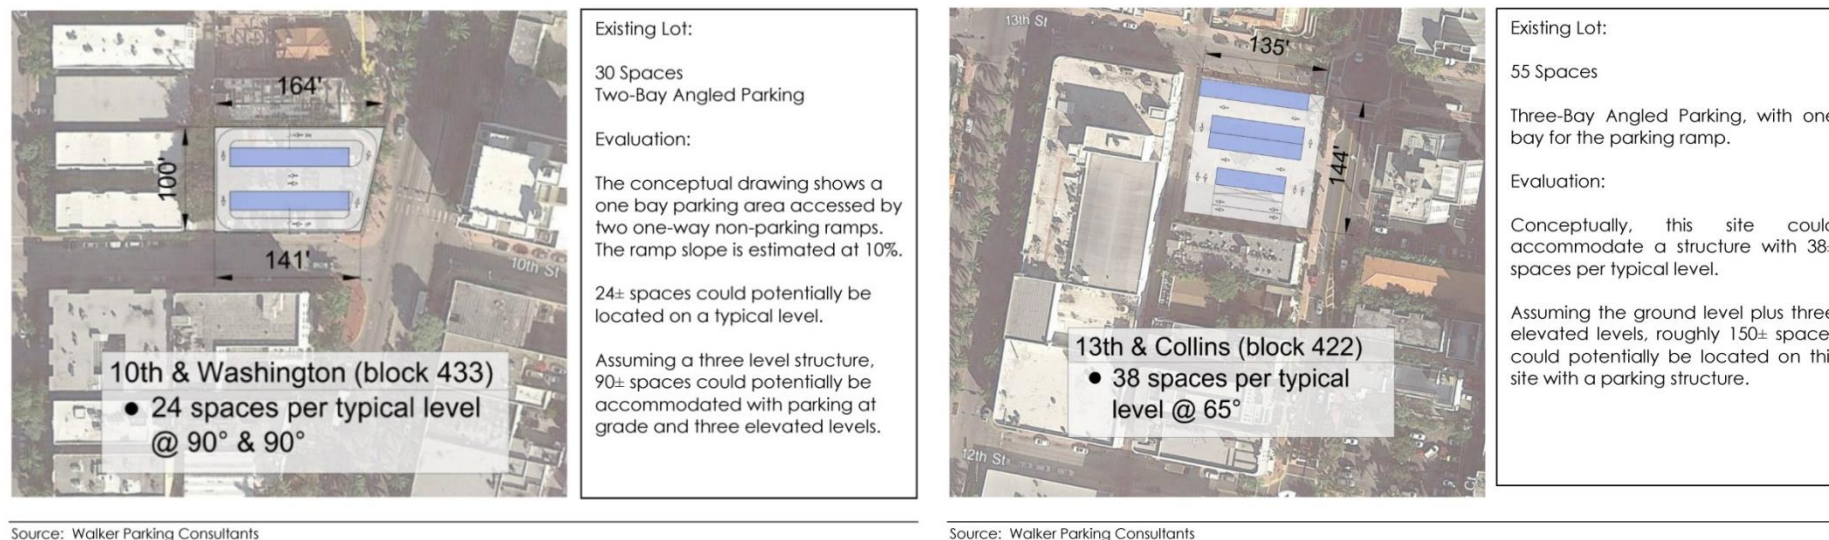 164'
100'
141'
10th St
10th & Washington (block 433)
● 24 spaces per typical level
@ 90° & 90°
Existing Lot:
30 Spaces
Two-Bay Angled Parking
Evaluation:
The conceptual drawing shows a
one bay parking area accessed by
two one-way non-parking ramps.
The ramp slope is estimated at 10%.
24± spaces could potentially be
located on a typical level.
Assuming a three level structure,
90± spaces could potentially be
accommodated with parking at
grade and three elevated levels.
Source: Walker Parking Consultants
13th St
135'
144'
13th & Collins (block 422)
● 38 spaces per typical
level @ 65°
12th St
Existing Lot:
55 Spaces
Three-Bay Angled Parking, with one
bay for the parking ramp.
Evaluation:
Conceptually, this site could
accommodate a structure with 38±
spaces per typical level.
Assuming the ground level plus three
elevated levels, roughly 150± space
could potentially be located on thi
site with a parking structure.
Source: Walker Parking Consultants